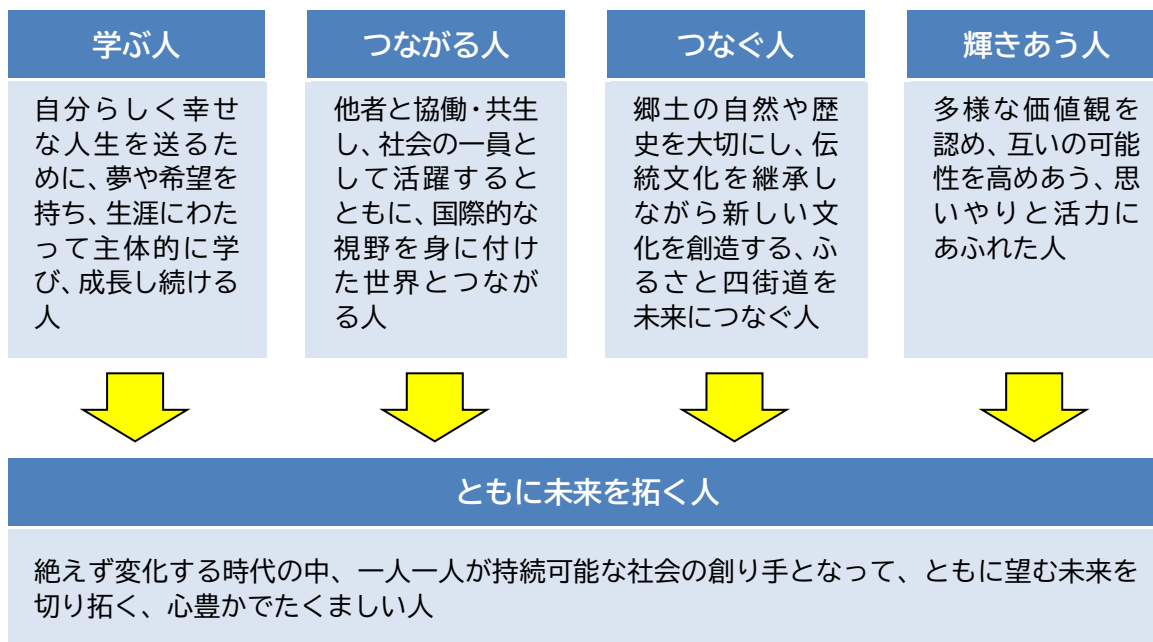 学ぶ人
自分らしく幸せ
な人生を送るた
めに、夢や希望を
持ち、生涯にわた
って主体的に学
び、成長し続ける
人
つながる人
他者と協働・共生
し、社会の一員と
して活躍すると
ともに、国際的な
視野を身に付け
た世界とつなが
る人
つなぐ人
郷土の自然や歴
史を大切にし、伝
統文化を継承し
ながら新しい文
化を創造する、ふ
るさと四街道を
未来につなぐ人
輝きあう人
多様な価値観を
認め、互いの可能
性を高めあう、思
いやりと活力に
あふれた人
ともに未来を拓く人
絶えず変化する時代の中、一人一人が持続可能な社会の創り手となって、ともに望む未来を
切り拓く、心豊かでたくましい人